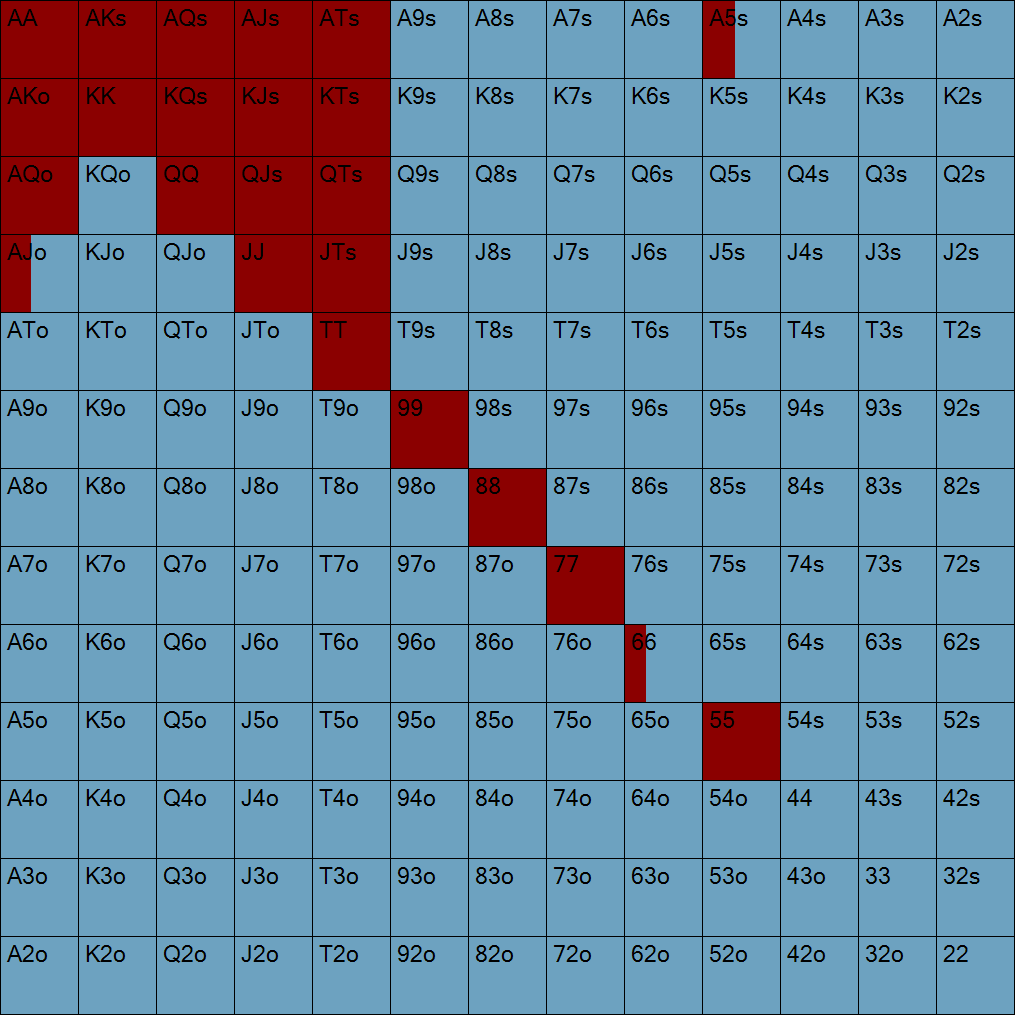 AA AKs AQs AJs ATs A9s A8s A7s A6s A5s A4s A3s A2s
AKo KK KQs KJs KTs K9s K8s K7s K6s K5s K4s K3s K2s
AQo KQo QQ QJs QTs Q9s Q8s Q7s Q6s Q5s Q4s Q3s Q2s
AJo KJo QJo JJ JTs J9s J8s J7s J6s J5s J4s J3s J2s
ATo KTo QTo JTo TT T9s T8s T7s T6s T5s T4s T3s T2s
A9o K9o Q9o J9o T9o 99 98s 97s 96s 95s 94s 93s 92s
A8o K8o Q8o J8o T8o 98o 88 87s 86s 85s 84s 83s 82s
A7o K7o Q7o J7o T7o 97o 87o 77 76s 75s 74s 73s 72s
A6o K6o Q6o J6o T6o 96o 86o 76o 66 65s 64s 63s 62s
A5o K5o Q5o J5o T5o 95o 85o 75o 65o 55 54s 53s 52s
A4o K4o Q4o J4o T4o 94o 84o 74o 64o 54o 44 43s 42s
A3o K3o Q3o J3o T3o 93o 83o 73o 63o 53o 43o 33 32s
A2o K2o Q2o J2o T2o 92o 82o 72o 62o 52o 42o 32o 22